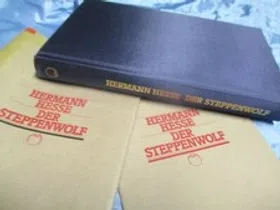 HERMANN HESSE DER STEPPENWOLF
HERMANN
HESSE
DER
STEPPENWOLF
HERMANN
HESSE
DER
STEPPENWOLF